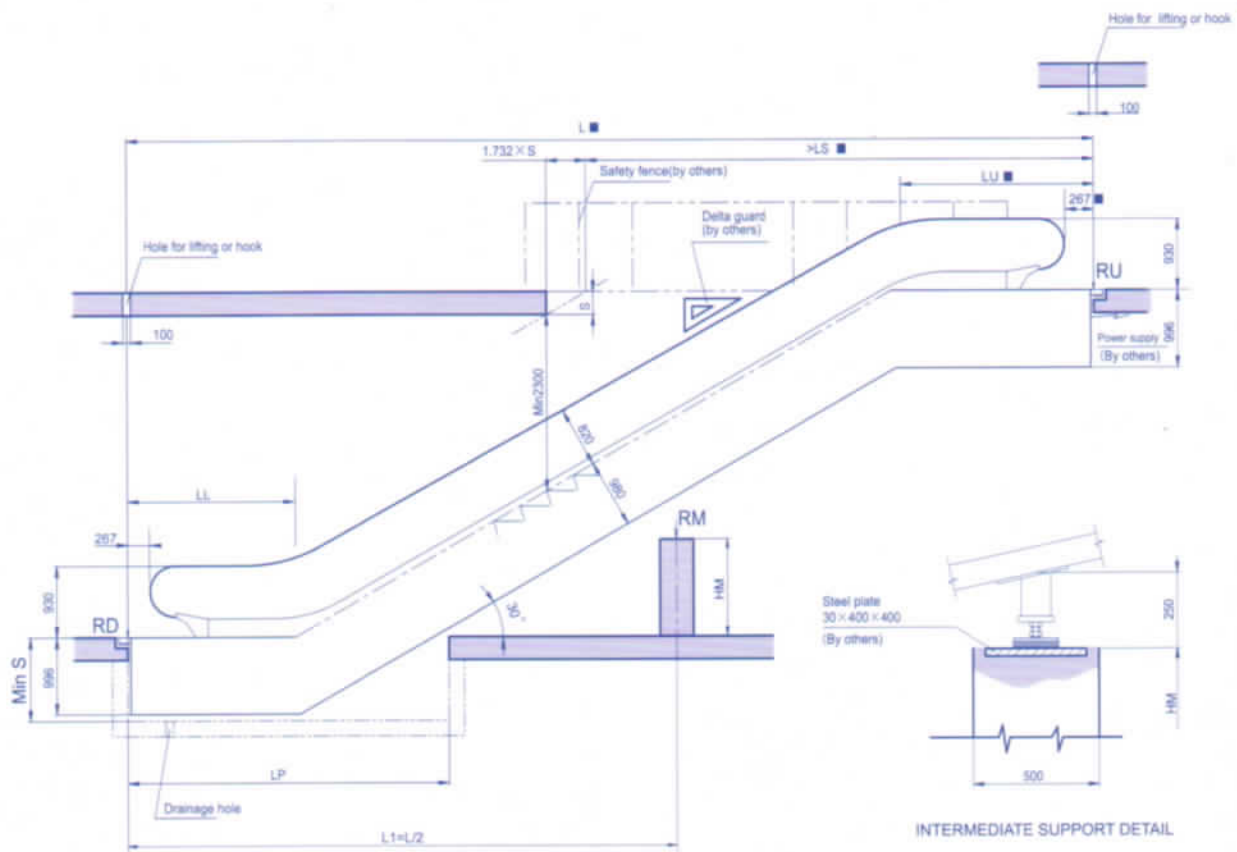 Hole for lifting or hook
100
L ■
1.732×S
>LS ■
Safety fence(by others)
LU ■
267 ■
Delta guard
(by others)
Hole for lifting or hook
930
RU
S
100
996
Power supply
(By others)
Min2300
820
980
LL
RM
267
HM
930
30°
RD
Steel plate
30×400×400
(By others)
250
Min S
996
HM
LP
500
Drainage hole
L1=L/2
INTERMEDIATE SUPPORT DETAIL